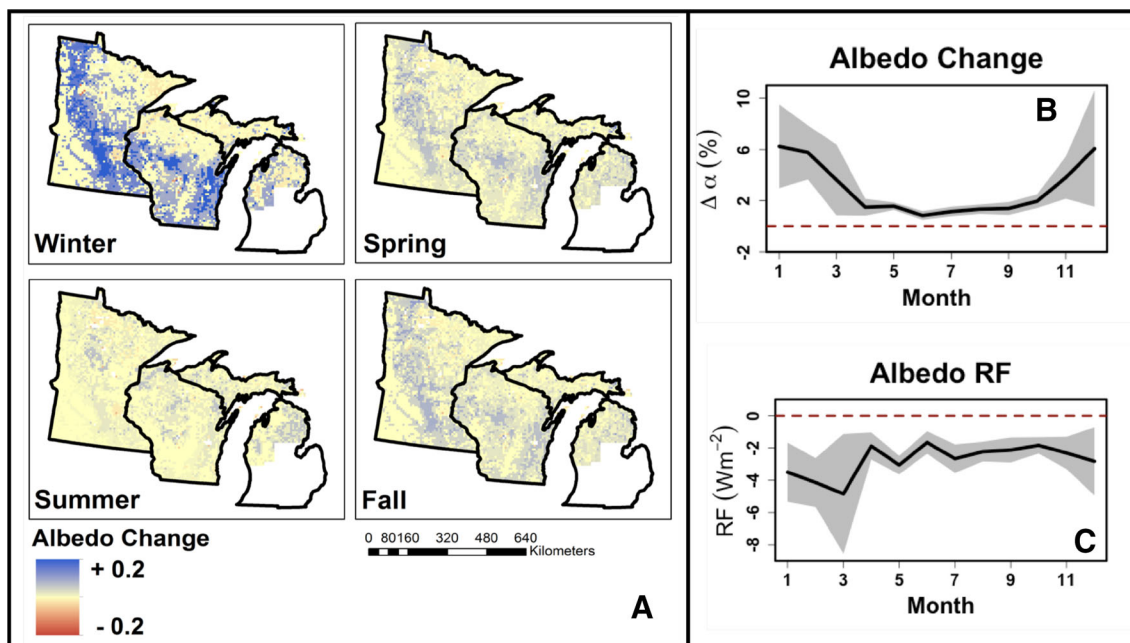 Winter
Spring
Summer
Fall
Albedo Change
+ 0.2
- 0.2
0 80 160 320 480 640
Kilometers
A
Albedo Change
B
Δ α (%)
10
6
2
-2
1 3 5 7 9 11
Month
Albedo RF
C
RF (Wm⁻²)
0
-2
-4
-6
-8
1 3 5 7 9 11
Month